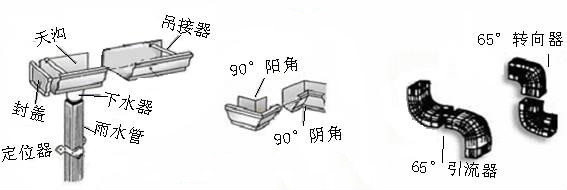 天沟
吊接器
封盖
下水器
雨水管
定位器
90° 阳角
90° 阴角
65° 转向器
65° 引流器